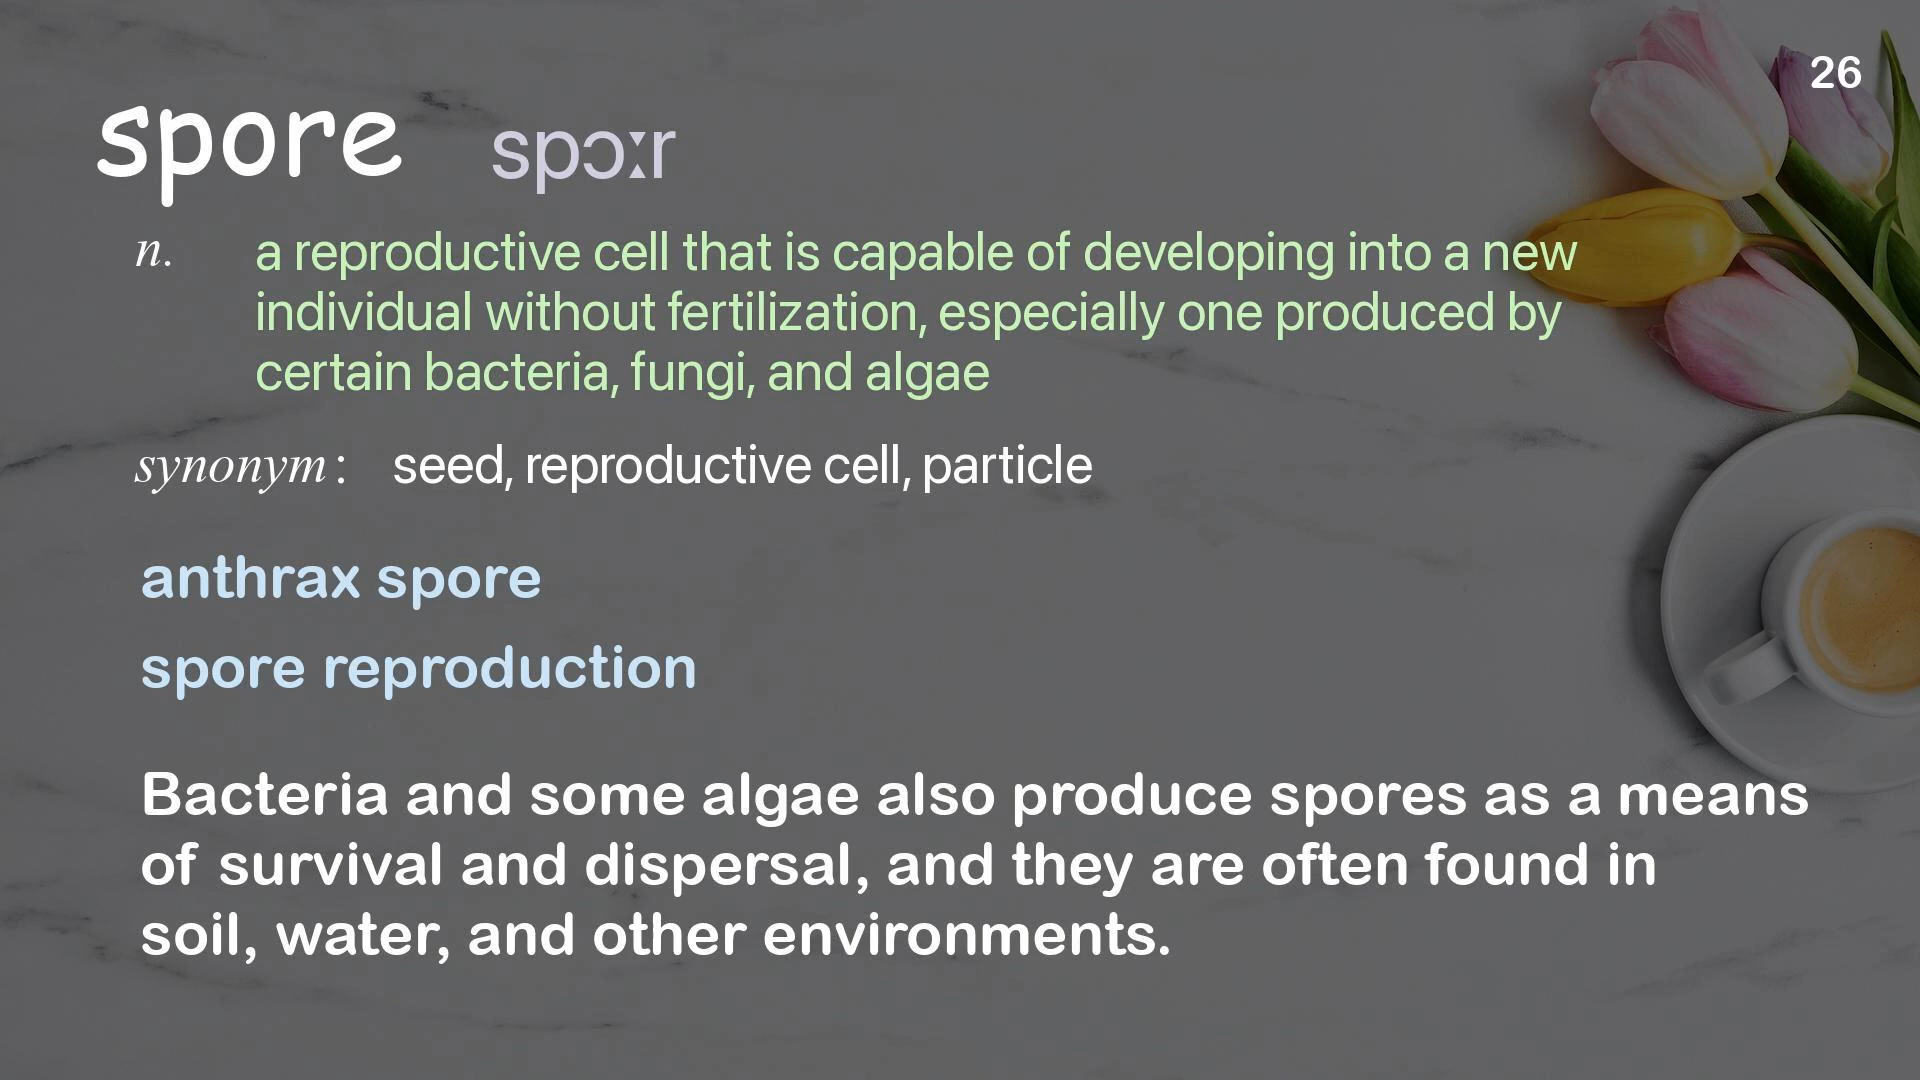 26
spore spɔːr
n. a reproductive cell that is capable of developing into a new
individual without fertilization, especially one produced by
certain bacteria, fungi, and algae
synonym : seed, reproductive cell, particle
anthrax spore
spore reproduction
Bacteria and some algae also produce spores as a means
of survival and dispersal, and they are often found in
soil, water, and other environments.